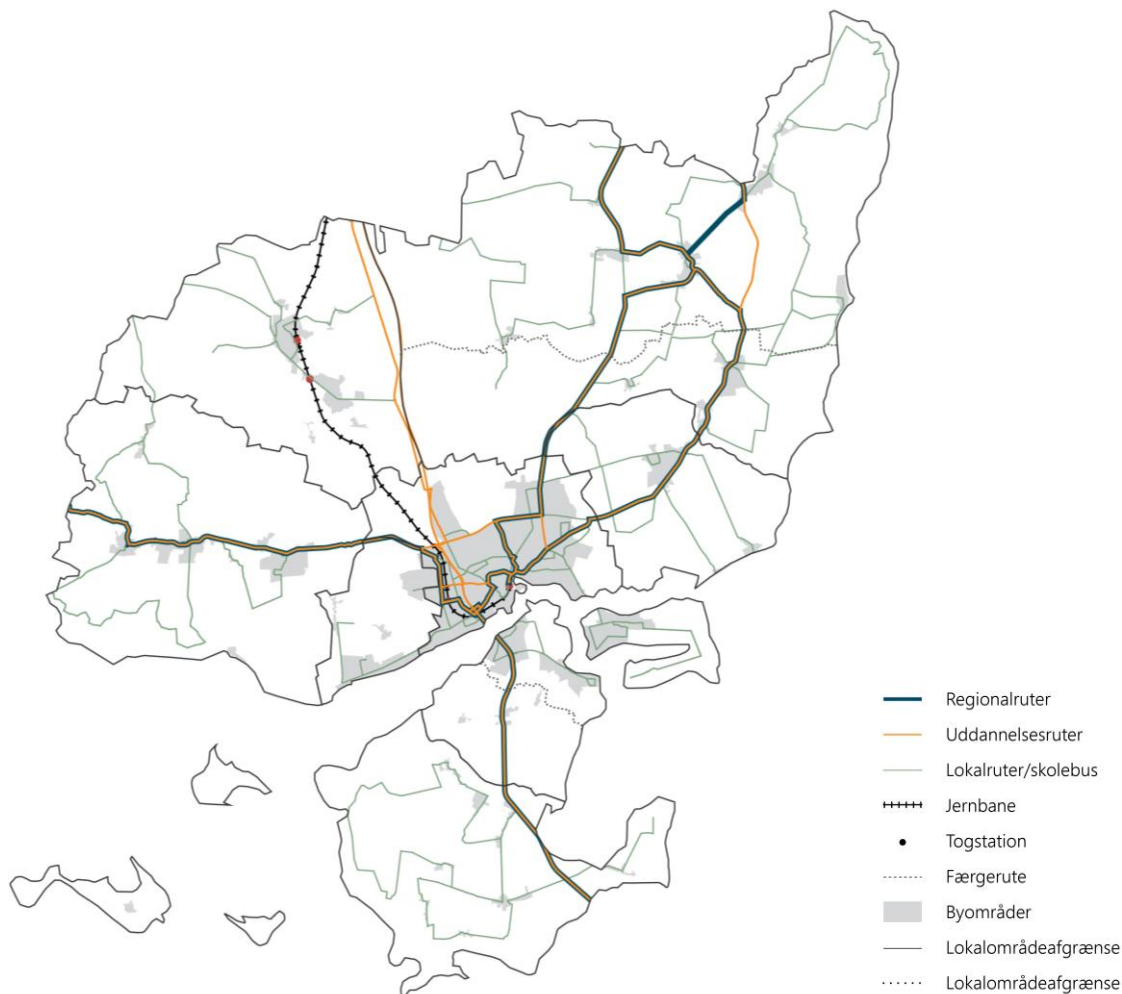 Regionalruter
Uddannelsesruter
Lokalruter/skolebus
Jernbane
Togstation
Færgerute
Byområder
Lokalområdeafgrænse
Lokalområdeafgrænse